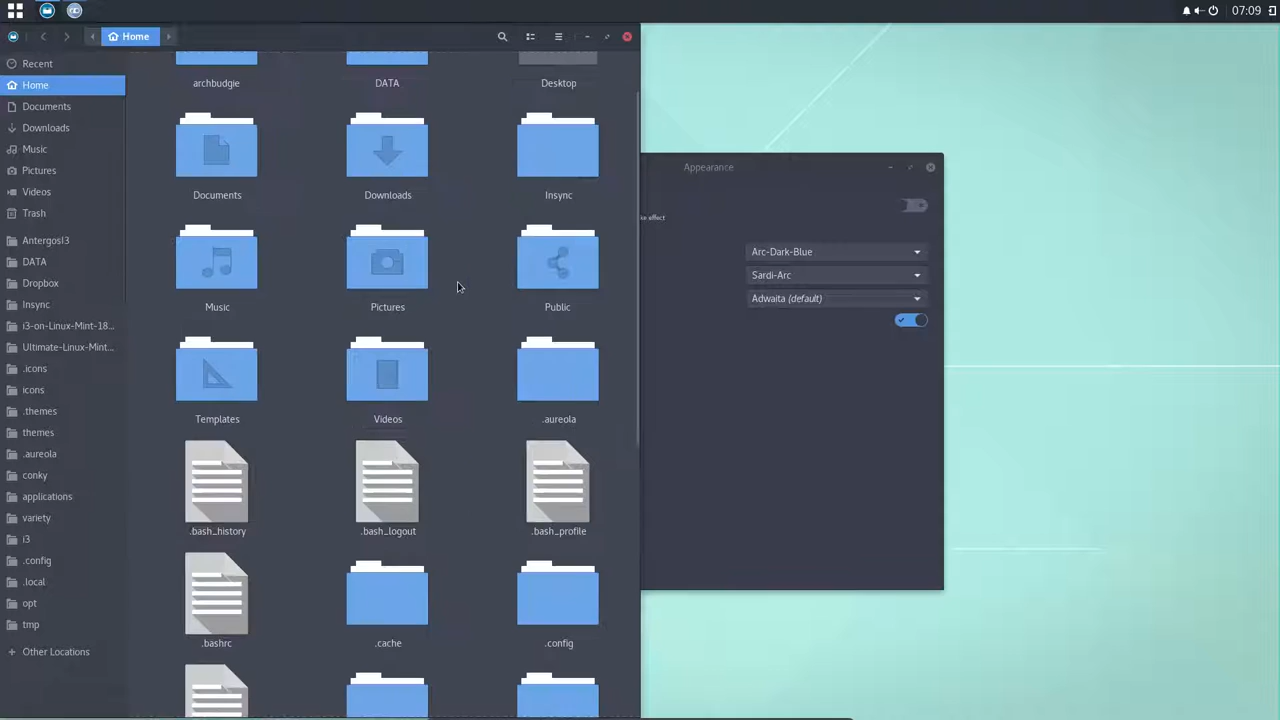 07:09
Home
Recent
Home
Documents
Downloads
Music
Pictures
Videos
Trash
Antergosi3
DATA
Dropbox
Insync
i3-on-Linux-Mint-18...
Ultimate-Linux-Mint...
.icons
icons
.themes
themes
.aureola
conky
applications
variety
i3
.config
.local
opt
tmp
Other Locations
archbudgie
DATA
Desktop
Documents
Downloads
Insync
Music
Pictures
Public
Templates
Videos
.aureola
.bash_history
.bash_logout
.bash_profile
.bashrc
.cache
.config
Appearance
effect
Arc-Dark-Blue
Sardi-Arc
Adwaita (default)